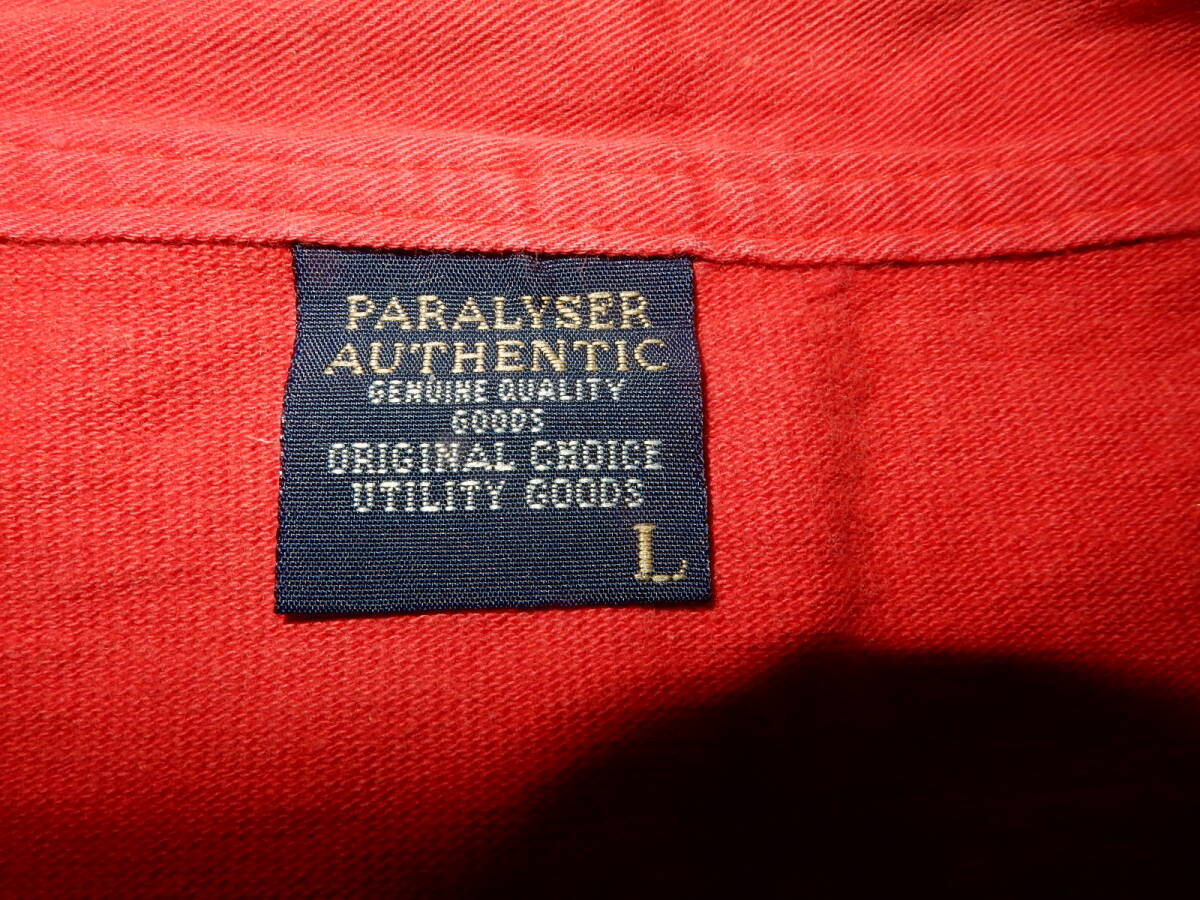 PARALYSER
AUTHENTIC
GENUINE QUALITY
GOODS
ORIGINAL CHOICE
UTILITY GOODS
L